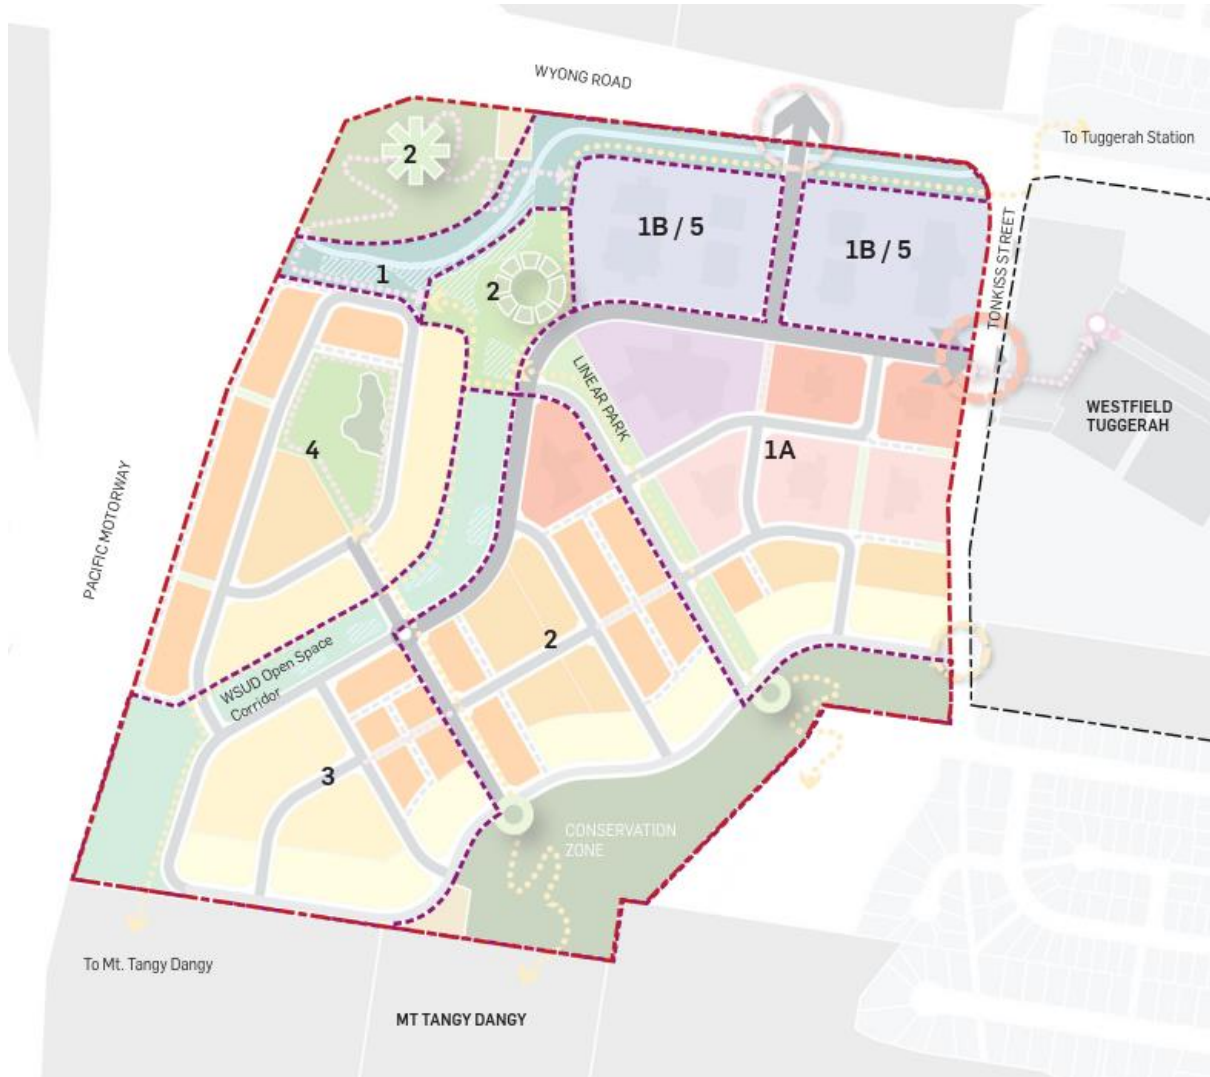 WYONG ROAD
To Tuggerah Station
2
1B / 5
1B / 5
TONKISS STREET
1
2
LINEAR PARK
WESTFIELD
TUGGERAH
4
1A
PACIFIC MOTORWAY
2
WSUD Open Space
Corridor
3
CONSERVATION
ZONE
To Mt. Tangy Dangy
MT TANGY DANGY